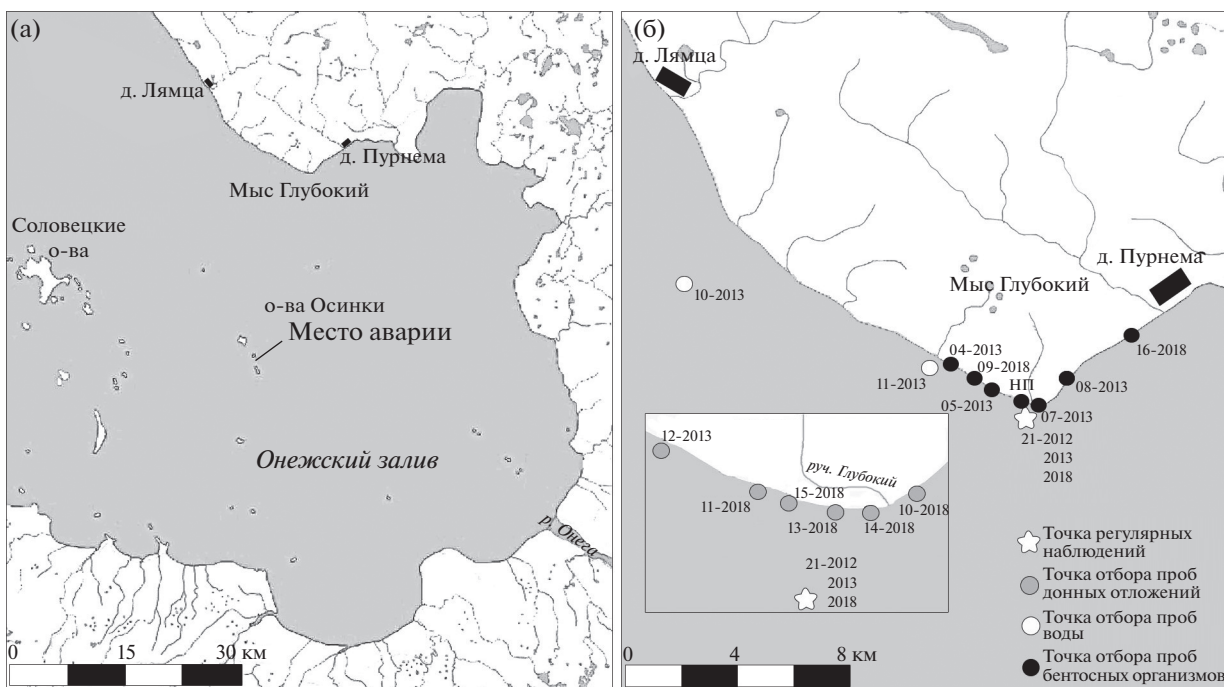 (а)
д. Лямца
д. Пурнема
Мыс Глубокий
Соловецкие
о-ва
о-ва Осинки
Место аварии
Онежский залив
р. Онега
0 15 30 км
(б)
д. Лямца
д. Пурнема
Мыс Глубокий
10-2013
16-2018
04-2013
09-2018
11-2013
НП
08-2013
05-2013
07-2013
21-2012
2013
2018
12-2013
руч. Глубокий
15-2018
11-2018
10-2018
13-2018
14-2018
21-2012
2013
2018
Точка регулярных
наблюдений
Точка отбора проб
донных отложений
Точка отбора проб
воды
Точка отбора проб
бентосных организмов
0 4 8 км